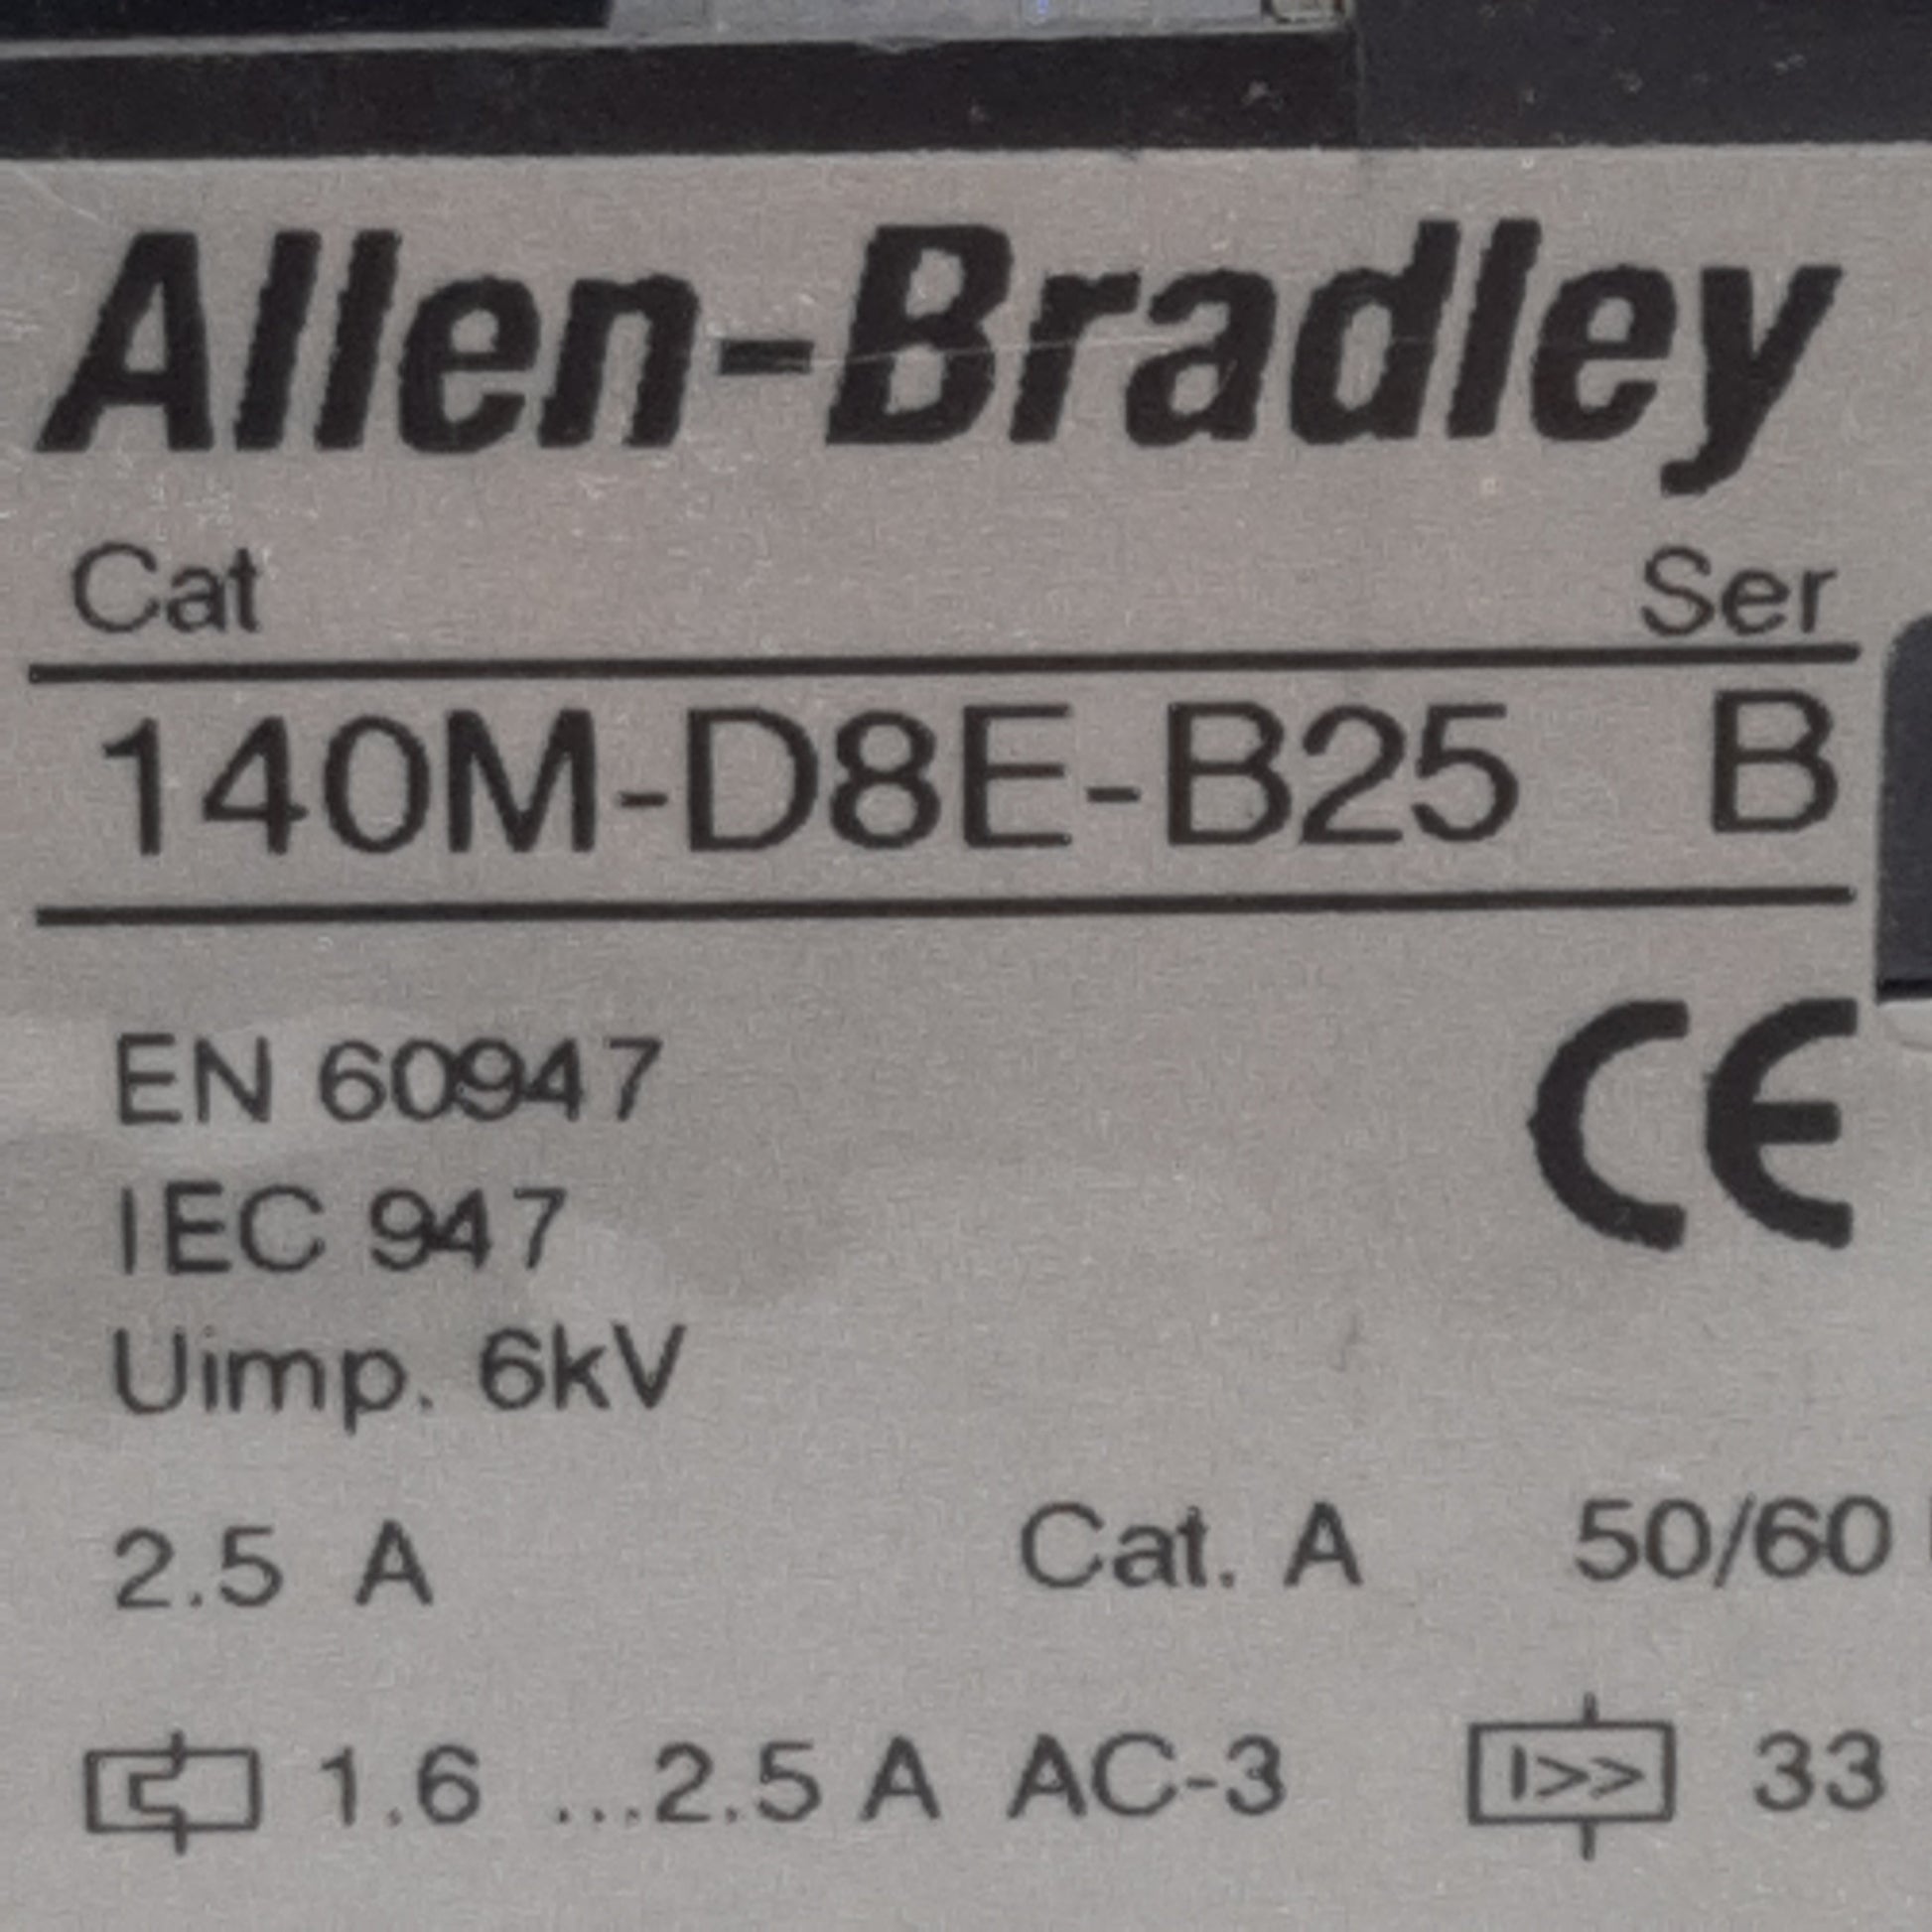 Allen-Bradley
Cat Ser
140M-D8E-B25 B
EN 60947 CE
IEC 947
Uimp. 6kV
2.5 A Cat. A 50/60
1.6 ...2.5 A AC-3 I>> 33